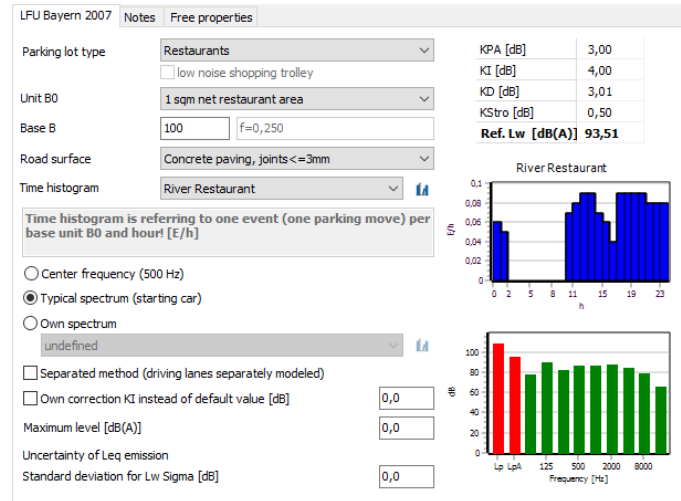 LFU Bayern 2007 Notes Free properties
Parking lot type Restaurants
low noise shopping trolley
Unit B0 1 sqm net restaurant area
Base B 100 f=0,250
Road surface Concrete paving, joints<=3mm
Time histogram River Restaurant
Time histogram is referring to one event (one parking move) per
base unit B0 and hour! [E/h]
Center frequency (500 Hz)
Typical spectrum (starting car)
Own spectrum
undefined
Separated method (driving lanes separately modeled)
Own correction KI instead of default value [dB] 0,0
Maximum level [dB(A)] 0,0
Uncertainty of Leq emission
Standard deviation for Lw Sigma [dB] 0,0
KPA [dB] 3,00
KI [dB] 4,00
KD [dB] 3,01
KStro [dB] 0,50
Ref. Lw [dB(A)] 93,51
River Restaurant
0,1
0,08
0,06
0,04
0,02
0
E/h
0 2 5 8 11 15 19 23
h
100
80
60
40
20
0
dB
Lp LpA 125 500 2000 8000
Frequency [Hz]